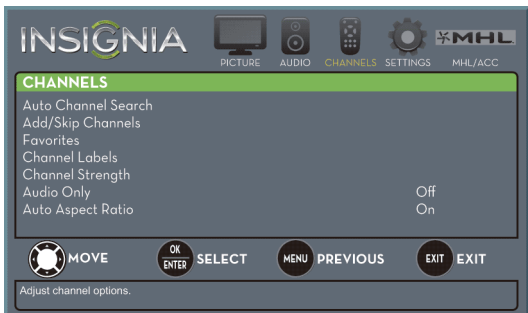 INSIGNIA
PICTURE AUDIO CHANNELS SETTINGS MHL MHL/ACC
CHANNELS
Auto Channel Search
Add/Skip Channels
Favorites
Channel Labels
Channel Strength
Audio Only Off
Auto Aspect Ratio On
MOVE OK ENTER SELECT MENU PREVIOUS EXIT EXIT
Adjust channel options.